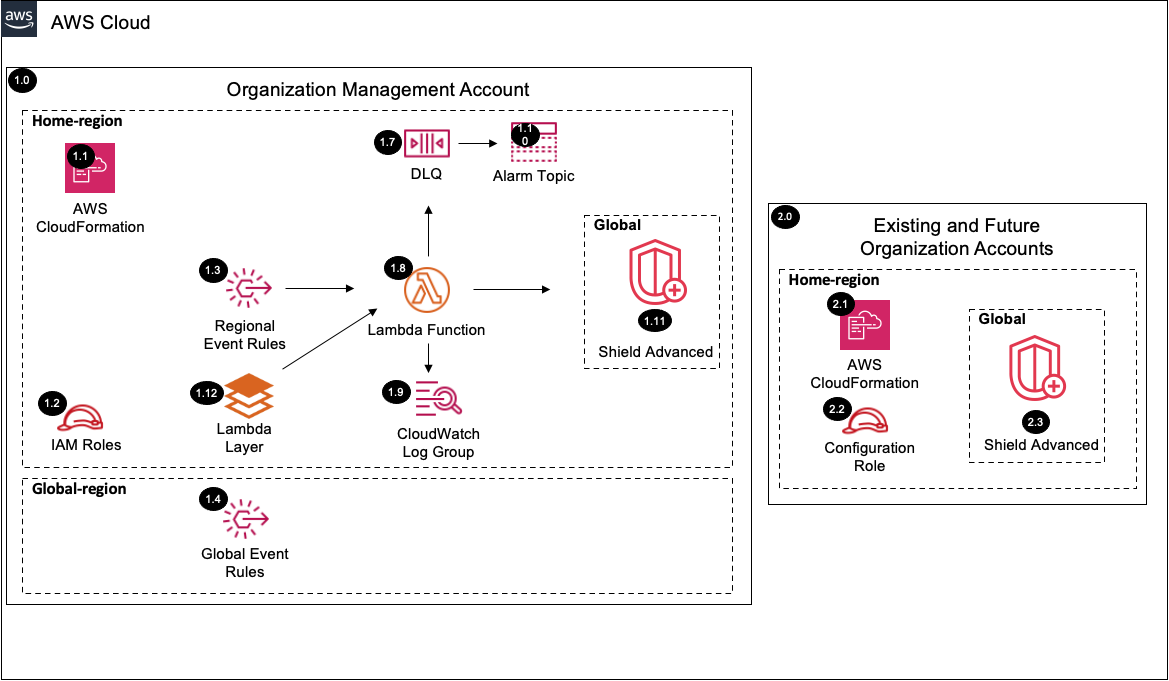 aws
AWS Cloud
1.0
Organization Management Account
Home-region
1.1
AWS
CloudFormation
1.7
DLQ
1.1
0
Alarm Topic
1.3
Regional
Event Rules
1.8
Lambda Function
Global
1.11
Shield Advanced
1.2
IAM Roles
1.12
Lambda
Layer
1.9
CloudWatch
Log Group
Global-region
1.4
Global Event
Rules
2.0
Existing and Future
Organization Accounts
Home-region
2.1
AWS
CloudFormation
2.2
Configuration
Role
Global
2.3
Shield Advanced